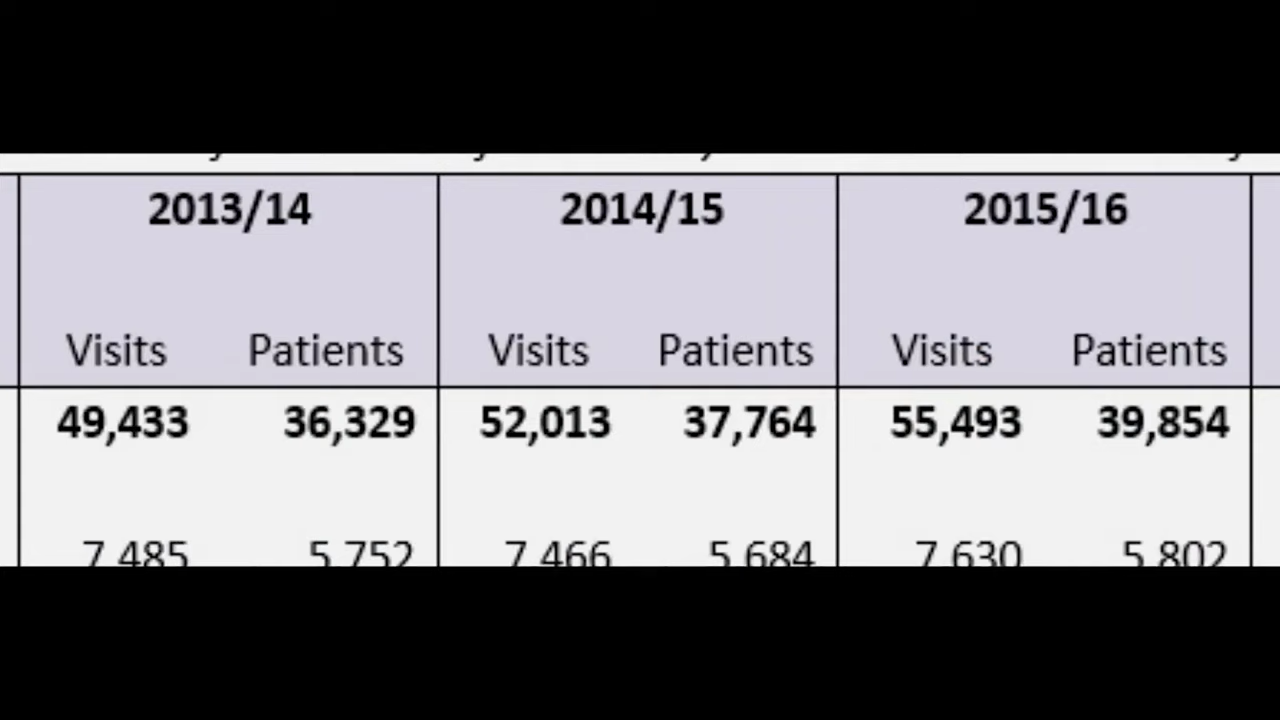 2013/14 2014/15 2015/16
Visits Patients Visits Patients Visits Patients
49,433 36,329 52,013 37,764 55,493 39,854
7,485 5,752 7,466 5,684 7,630 5,802